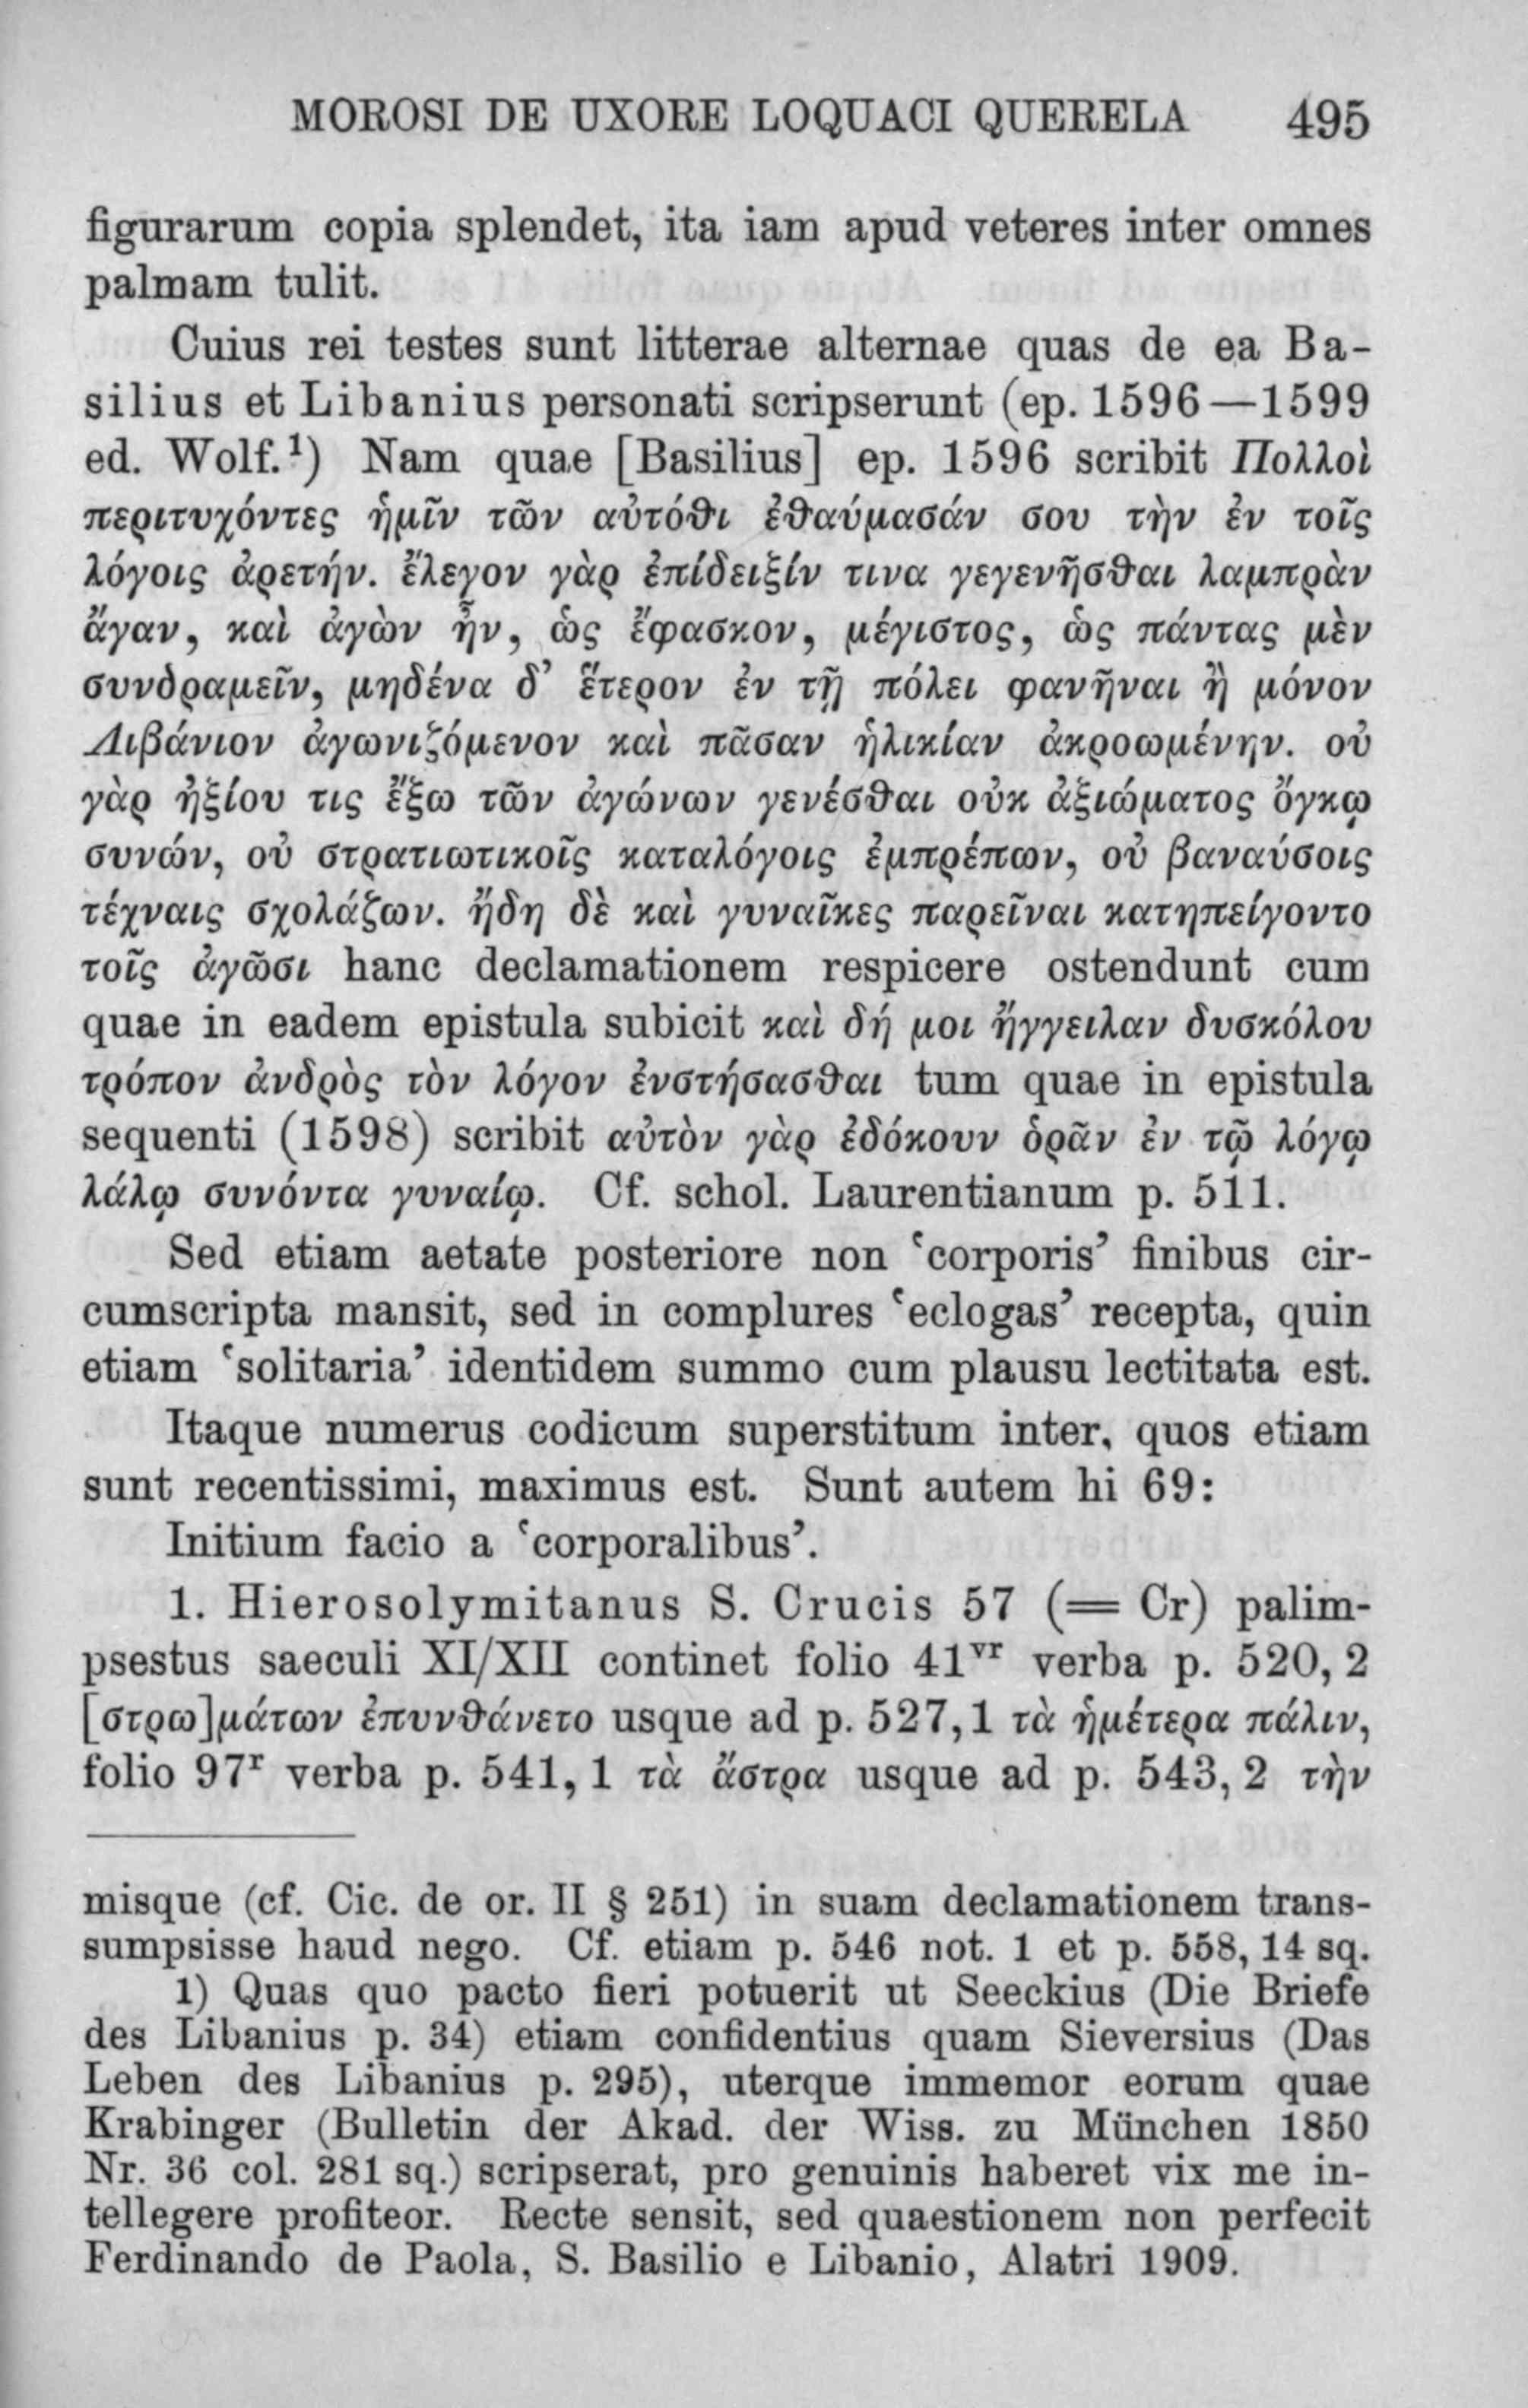 MOROSI DE UXORE LOQUACI QUERELA 495
figurarum copia splendet, ita iam apud veteres inter omnes
palmam tulit.
Cuius rei testes sunt litterae alternae quas de ea Ba-
silius et Libanius personati scripserunt (ep. 1596—1599
ed. Wolf.¹) Nam quae [Basilius] ep. 1596 scribit Πολλοὶ
περιτυχόντες ἡμῖν τῶν αὐτόθι ἐθαύμασάν σου τὴν ἐν τοῖς
λόγοις ἀρετήν. ἔλεγον γὰρ ἐπίδειξίν τινα γεγενῆσθαι λαμπρὰν
ἄγαν, καὶ ἀγὼν ἦν, ὡς ἔφασκον, μέγιστος, ὡς πάντας μὲν
συνδραμεῖν, μηδένα δ’ ἕτερον ἐν τῇ πόλει φανῆναι ἢ μόνον
Λιβάνιον ἀγωνιζόμενον καὶ πᾶσαν ἡλικίαν ἀκροωμένην. οὐ
γὰρ ἠξίου τις ἔξω τῶν ἀγώνων γενέσθαι οὐκ ἀξιώματος ὄγκῳ
συνών, οὐ στρατιωτικοῖς καταλόγοις ἐμπρέπων, οὐ βαναύσοις
τέχναις σχολάζων. ἤδη δὲ καὶ γυναῖκες παρεῖναι κατηπείγοντο
τοῖς ἀγῶσι hanc declamationem respicere ostendunt cum
quae in eadem epistula subicit καὶ δή μοι ἤγγειλαν δυσκόλου
τρόπον ἀνδρὸς τὸν λόγον ἐνστήσασθαι tum quae in epistula
sequenti (1598) scribit αὐτὸν γὰρ ἐδόκουν ὁρᾶν ἐν τῷ λόγῳ
λάλῳ συνόντα γυναίῳ. Cf. schol. Laurentianum p. 511.
Sed etiam aetate posteriore non ‘corporis’ finibus cir-
cumscripta mansit, sed in complures ‘eclogas’ recepta, quin
etiam ‘solitaria’ identidem summo cum plausu lectitata est.
Itaque numerus codicum superstitum inter, quos etiam
sunt recentissimi, maximus est. Sunt autem hi 69:
Initium facio a ‘corporalibus’.
1. Hierosolymitanus S. Crucis 57 (= Cr) palim-
psestus saeculi XI/XII continet folio 41ᵛʳ verba p. 520, 2
[στρω]μάτων ἐπυνθάνετο usque ad p. 527, 1 τὰ ἡμέτερα πάλιν,
folio 97ʳ verba p. 541, 1 τὰ ἄστρα usque ad p. 543, 2 τὴν
misque (cf. Cic. de or. II § 251) in suam declamationem trans-
sumpsisse haud nego. Cf. etiam p. 546 not. 1 et p. 558, 14 sq.
1) Quas quo pacto fieri potuerit ut Seeckius (Die Briefe
des Libanius p. 34) etiam confidentius quam Sieversius (Das
Leben des Libanius p. 295), uterque immemor eorum quae
Krabinger (Bulletin der Akad. der Wiss. zu München 1850
Nr. 36 col. 281 sq.) scripserat, pro genuinis haberet vix me in-
tellegere profiteor. Recte sensit, sed quaestionem non perfecit
Ferdinando de Paola, S. Basilio e Libanio, Alatri 1909.